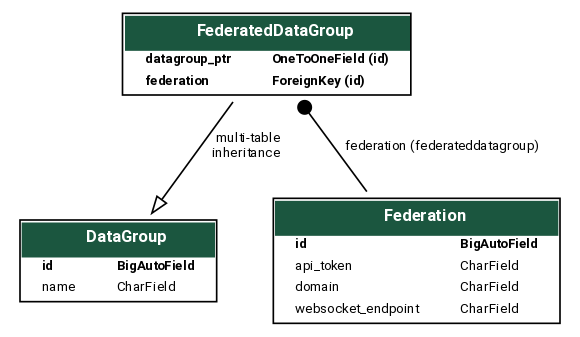 FederatedDataGroup
datagroup_ptr OneToOneField (id)
federation ForeignKey (id)
multi-table
inheritance
federation (federateddatagroup)
DataGroup
id BigAutoField
name CharField
Federation
id BigAutoField
api_token CharField
domain CharField
websocket_endpoint CharField